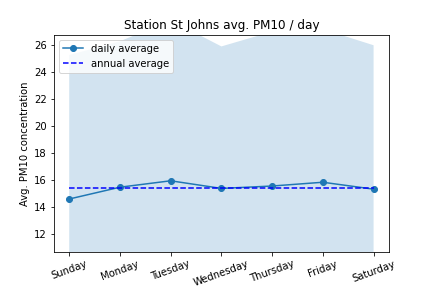 Station St Johns avg. PM10 / day
daily average
annual average
Avg. PM10 concentration
26
24
22
20
18
16
14
12
Sunday
Monday
Tuesday
Wednesday
Thursday
Friday
Saturday